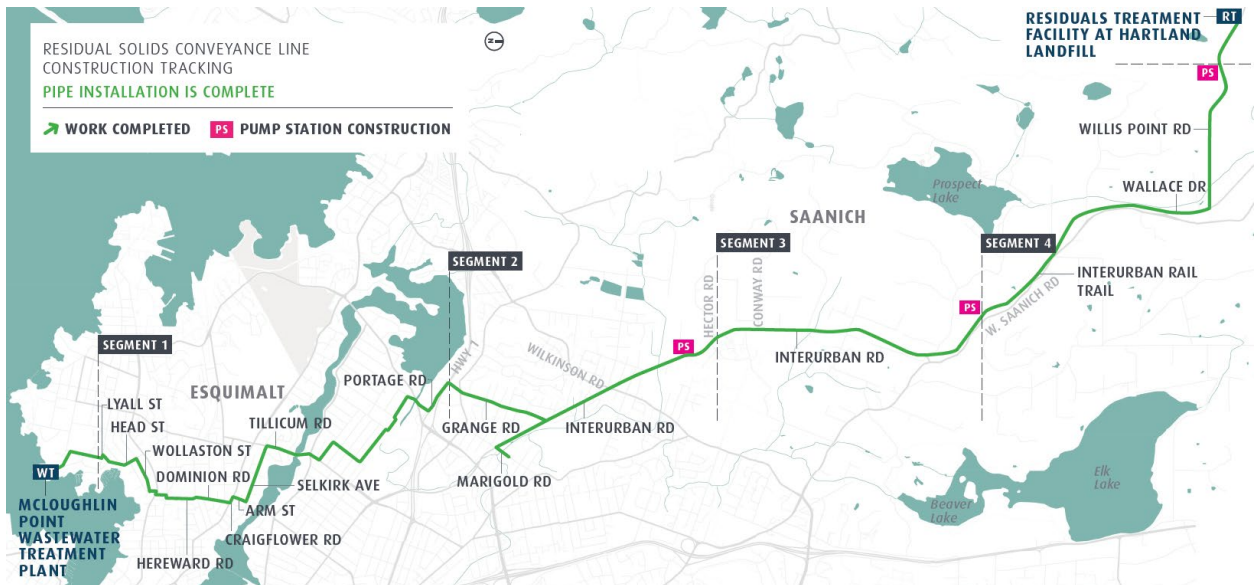 RESIDUAL SOLIDS CONVEYANCE LINE
CONSTRUCTION TRACKING
PIPE INSTALLATION IS COMPLETE
WORK COMPLETED
PS PUMP STATION CONSTRUCTION
N
RESIDUALS TREATMENT
FACILITY AT HARTLAND
LANDFILL
RT
PS
WILLIS POINT RD
WALLACE DR
Prospect
Lake
SAANICH
SEGMENT 4
SEGMENT 3
SEGMENT 2
SEGMENT 1
HECTOR RD
CONWAY RD
INTERURBAN RAIL
TRAIL
W. SAANICH RD
PS
PS
INTERURBAN RD
HWY 1
WILKINSON RD
PORTAGE RD
ESQUIMALT
LYALL ST
HEAD ST
WOLLASTON ST
TILLICUM RD
GRANGE RD
INTERURBAN RD
DOMINION RD
SELKIRK AVE
MARIGOLD RD
WT
MCLOUGHLIN
POINT
WASTEWATER
TREATMENT
PLANT
ARM ST
CRAIGFLOWER RD
HEREWARD RD
Elk
Lake
Beaver
Lake